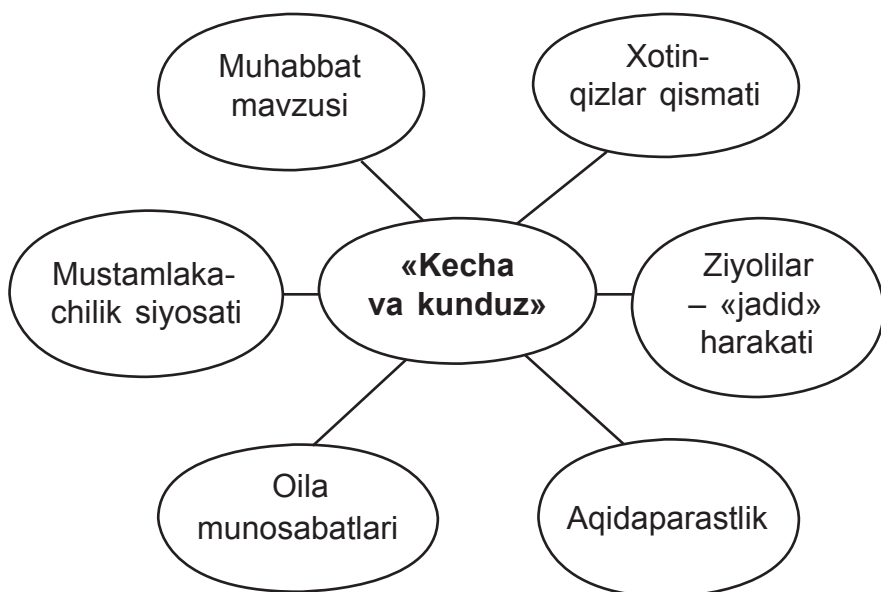 Muhabbat
mavzusi
Xotin-
qizlar qismati
Mustamlaka-
chilik siyosati
«Kecha
va kunduz»
Ziyolilar
– «jadid»
harakati
Oila
munosabatlari
Aqidaparastlik